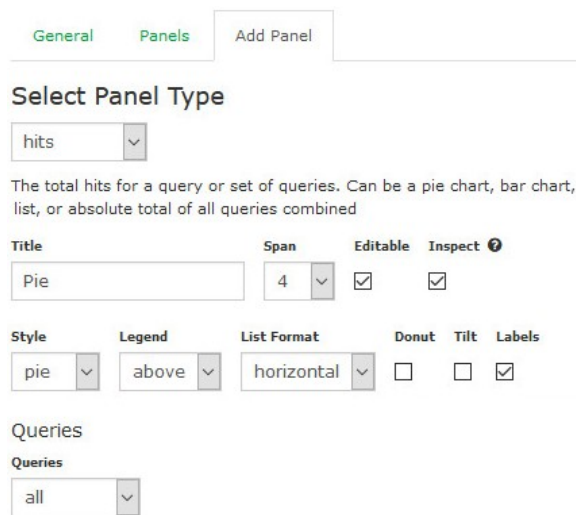 General Panels Add Panel
Select Panel Type
hits
The total hits for a query or set of queries. Can be a pie chart, bar chart,
list, or absolute total of all queries combined
Title Span Editable Inspect ?
Pie 4
Style Legend List Format Donut Tilt Labels
pie above horizontal
Queries
Queries
all